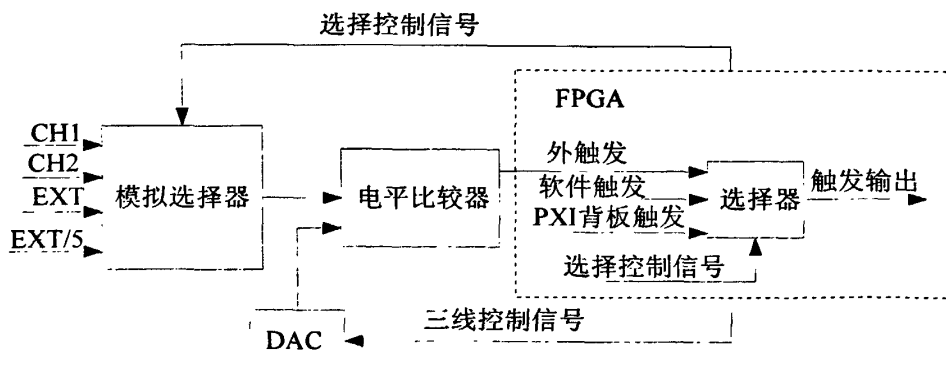 选择控制信号
FPGA
CH1
CH2
EXT
EXT/5
模拟选择器
电平比较器
外触发
软件触发
PXI背板触发
选择器
触发输出
选择控制信号
三线控制信号
DAC